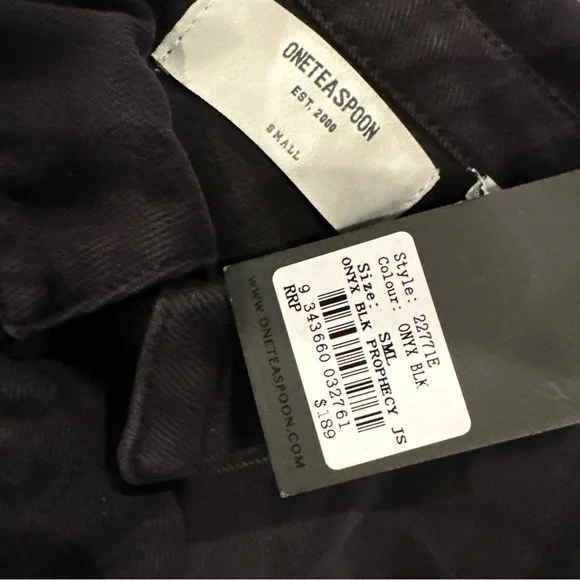 ONETEASPOON
EST, 2000
SMALL
WWW.ONETEASPOON.COM
Style: 22771E
Colour: ONYX BLK
Size: SML
ONYX BLK PROPHECY JS
9 343660 032761
RRP $189